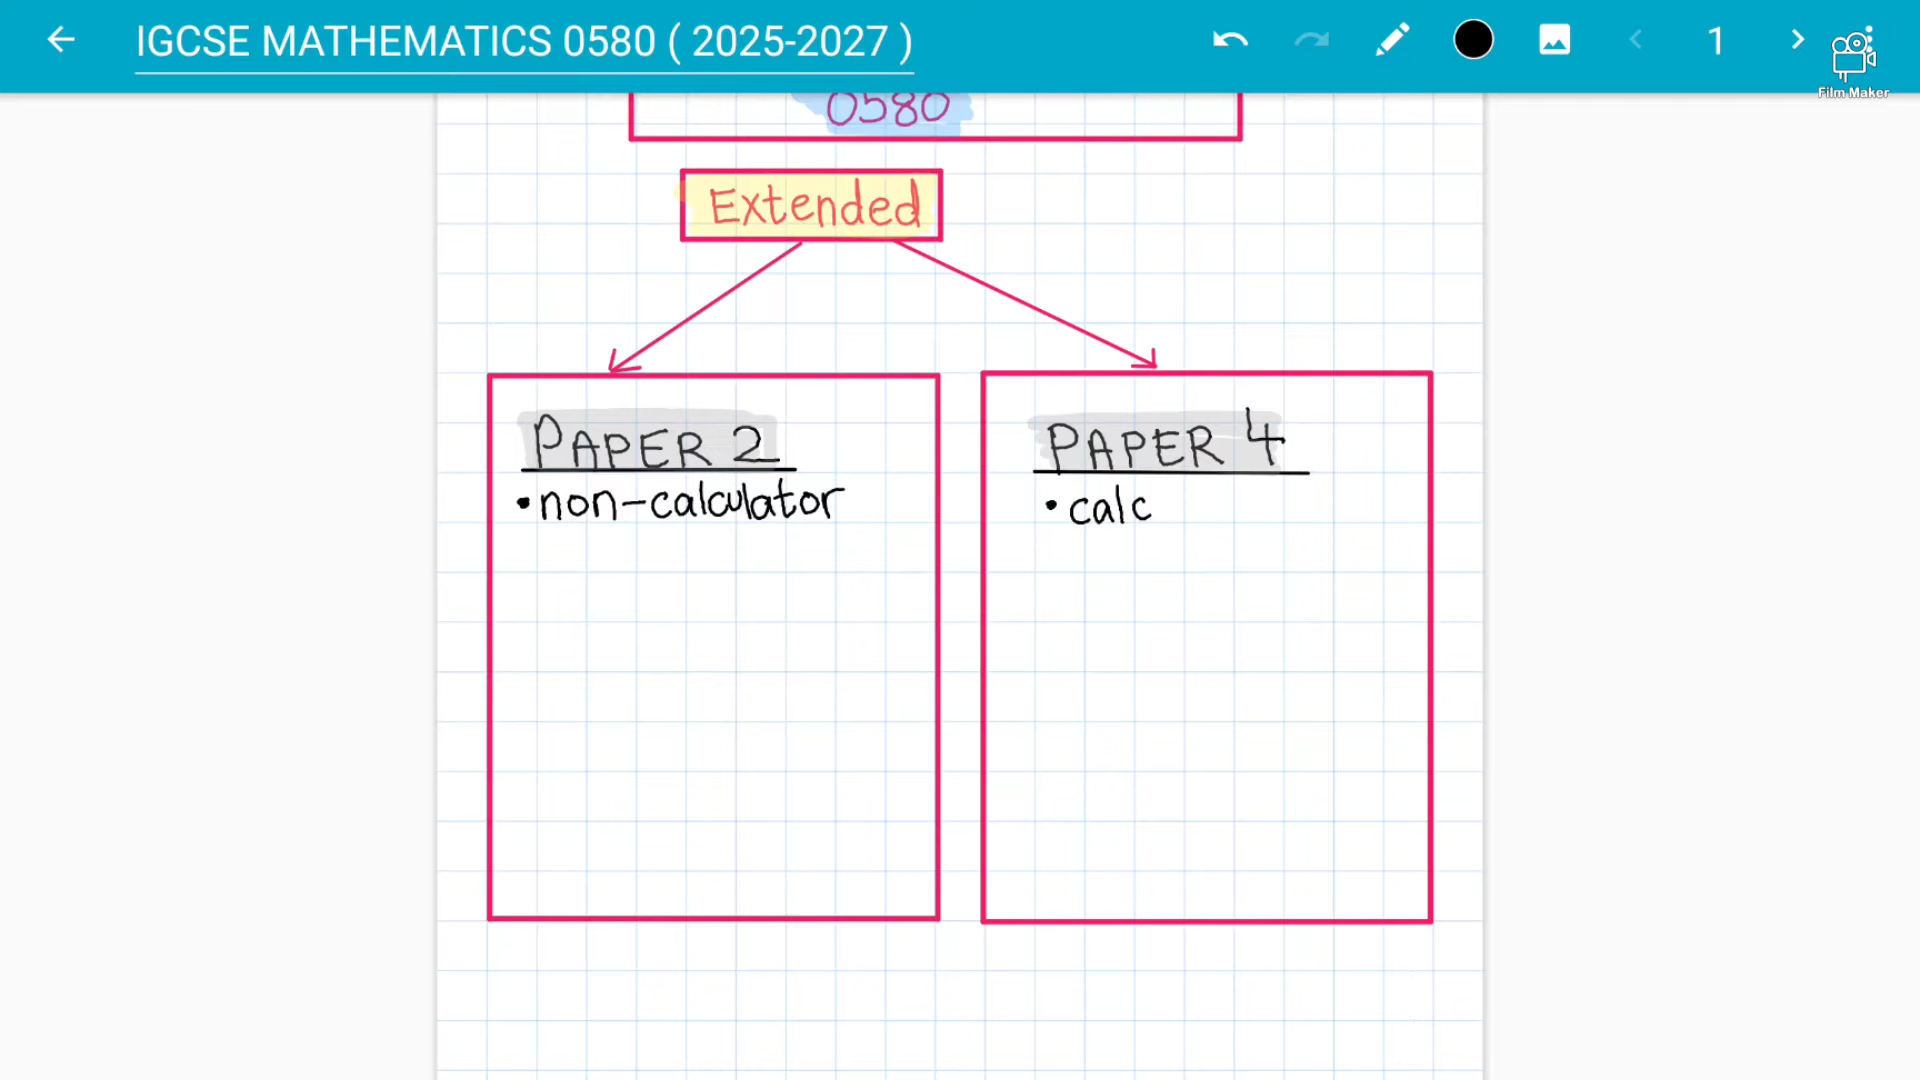 IGCSE MATHEMATICS 0580 ( 2025-2027 )
1
Film Maker
0580
Extended
PAPER 2
• non-calculator
PAPER 4
• calc